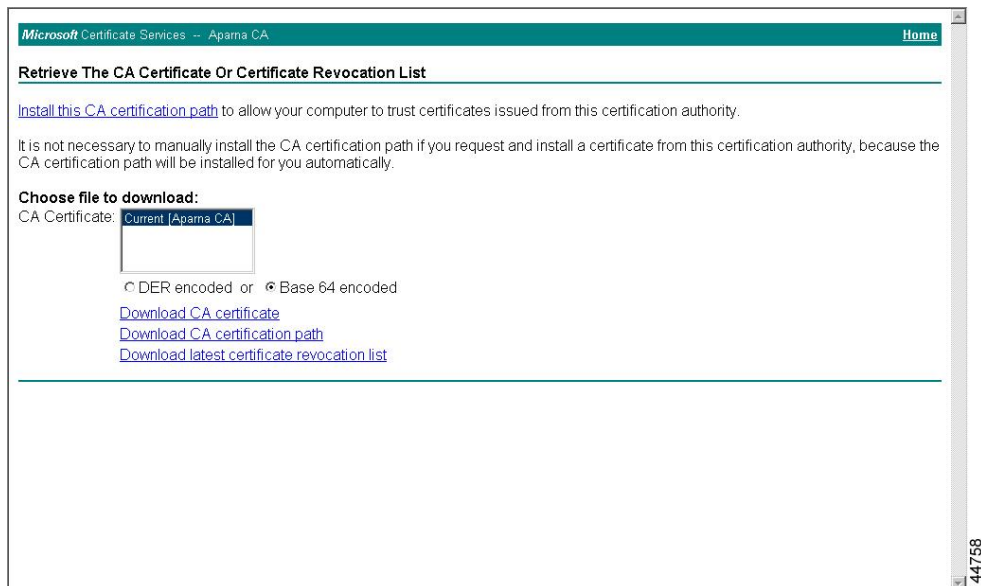 Microsoft Certificate Services -- Aparna CA Home
Retrieve The CA Certificate Or Certificate Revocation List
Install this CA certification path to allow your computer to trust certificates issued from this certification authority.
It is not necessary to manually install the CA certification path if you request and install a certificate from this certification authority, because the
CA certification path will be installed for you automatically.
Choose file to download:
CA Certificate: Current [Aparna CA]
DER encoded or Base 64 encoded
Download CA certificate
Download CA certification path
Download latest certificate revocation list
44758